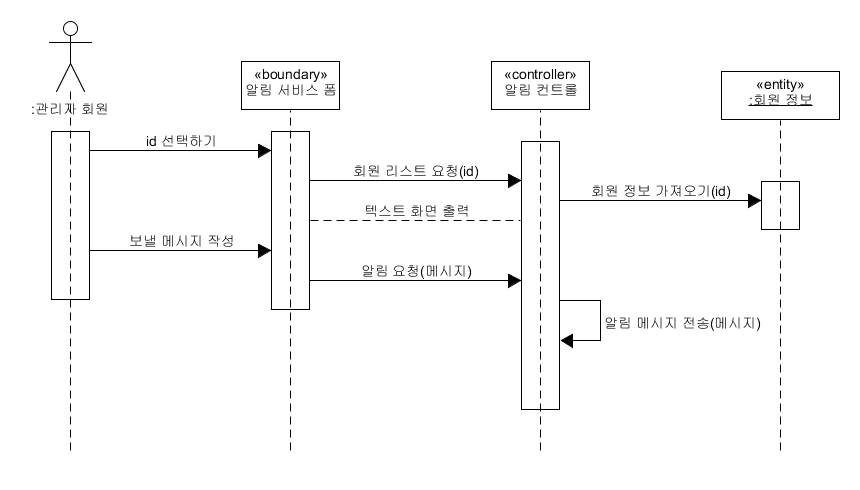 «boundary»
알림 서비스 폼
«controller»
알림 컨트롤
«entity»
:회원 정보
:관리자 회원
id 선택하기
회원 리스트 요청(id)
회원 정보 가져오기(id)
텍스트 화면 출력
보낼 메시지 작성
알림 요청(메시지)
알림 메시지 전송(메시지)